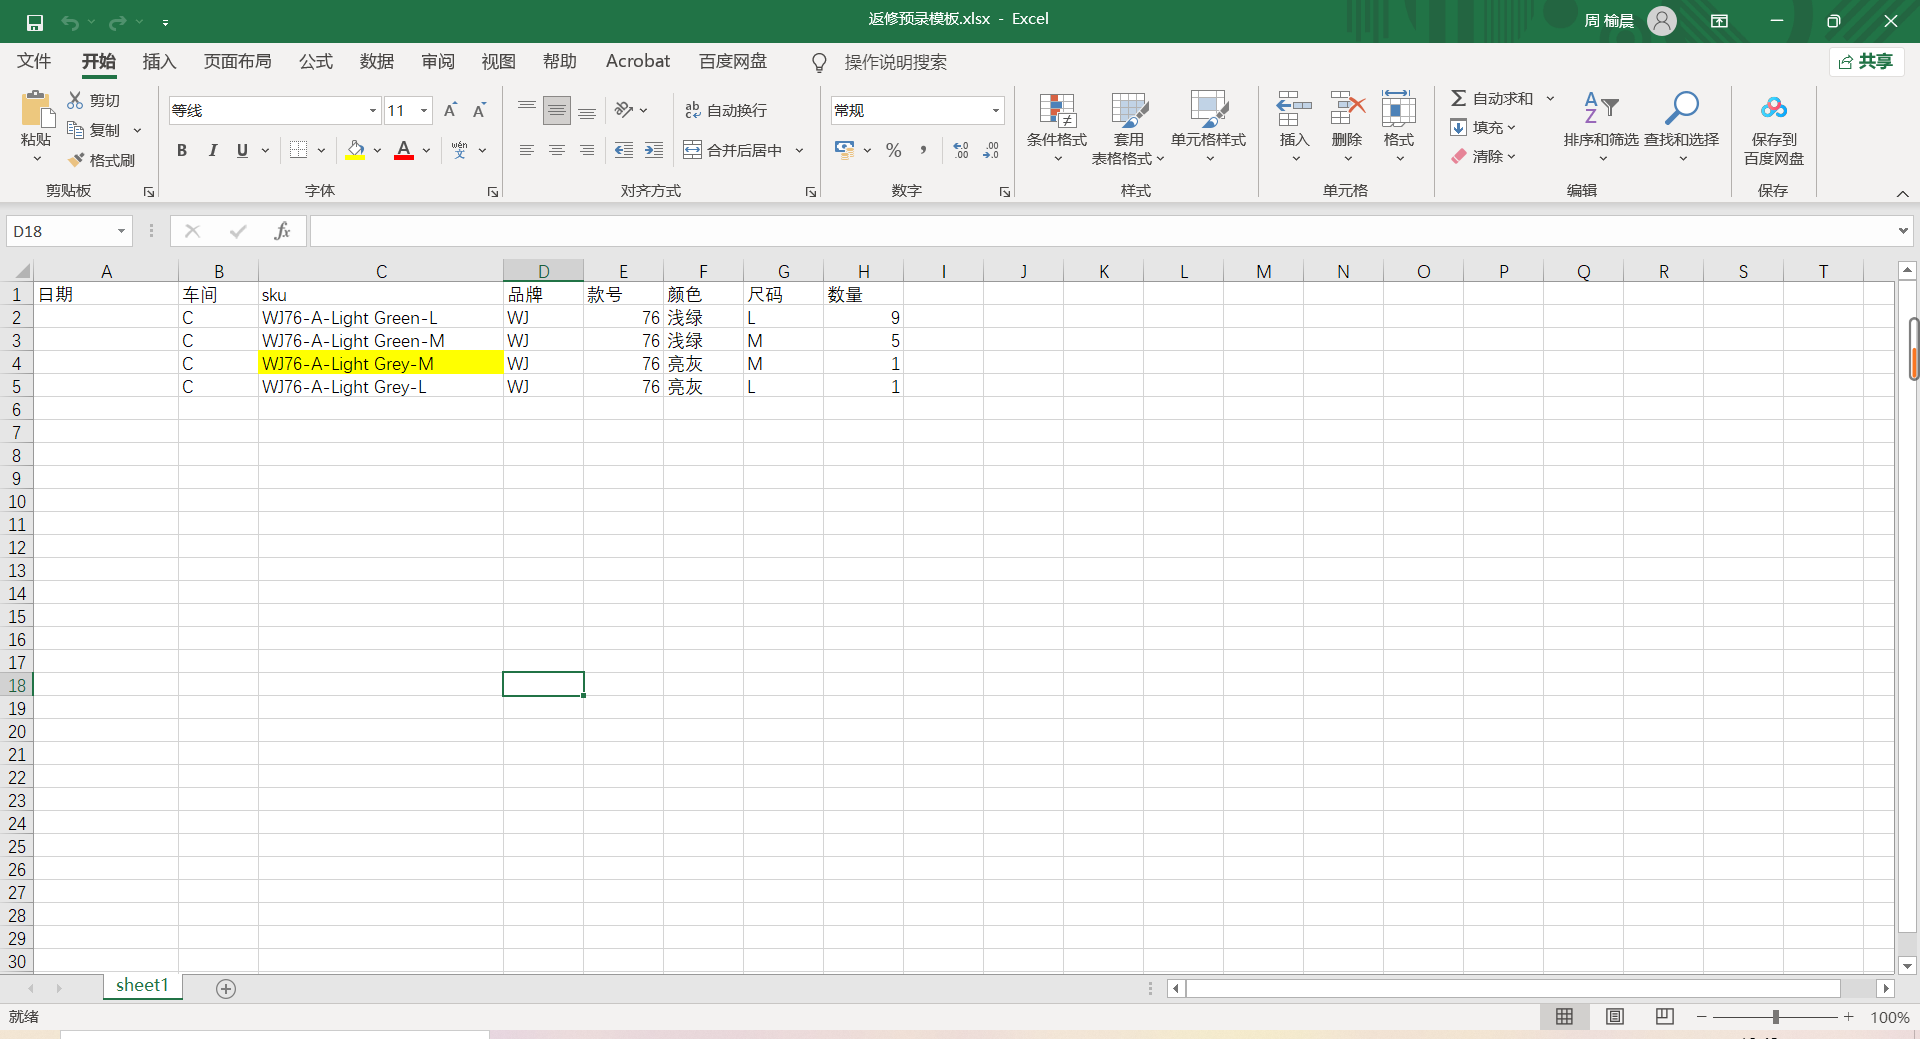 返修预录模板.xlsx - Excel
周 榆晨
文件 开始 插入 页面布局 公式 数据 审阅 视图 帮助 Acrobat 百度网盘 操作说明搜索 共享
粘贴
剪切
复制
格式刷
剪贴板
等线 11
B I U A wén 文
字体
ab 自动换行
合并后居中
对齐方式
常规
% , .00 .0
数字
条件格式
套用
表格格式
单元格样式
样式
插入 删除 格式
单元格
自动求和
填充
清除
排序和筛选 查找和选择
编辑
保存到
百度网盘
保存
D18 fx
A B C D E F G H I J K L M N O P Q R S T
1 日期 车间 sku 品牌 款号 颜色 尺码 数量
2 C WJ76-A-Light Green-L WJ 76 浅绿 L 9
3 C WJ76-A-Light Green-M WJ 76 浅绿 M 5
4 C WJ76-A-Light Grey-M WJ 76 亮灰 M 1
5 C WJ76-A-Light Grey-L WJ 76 亮灰 L 1
6
7
8
9
10
11
12
13
14
15
16
17
18
19
20
21
22
23
24
25
26
27
28
29
30
sheet1
就绪 100%